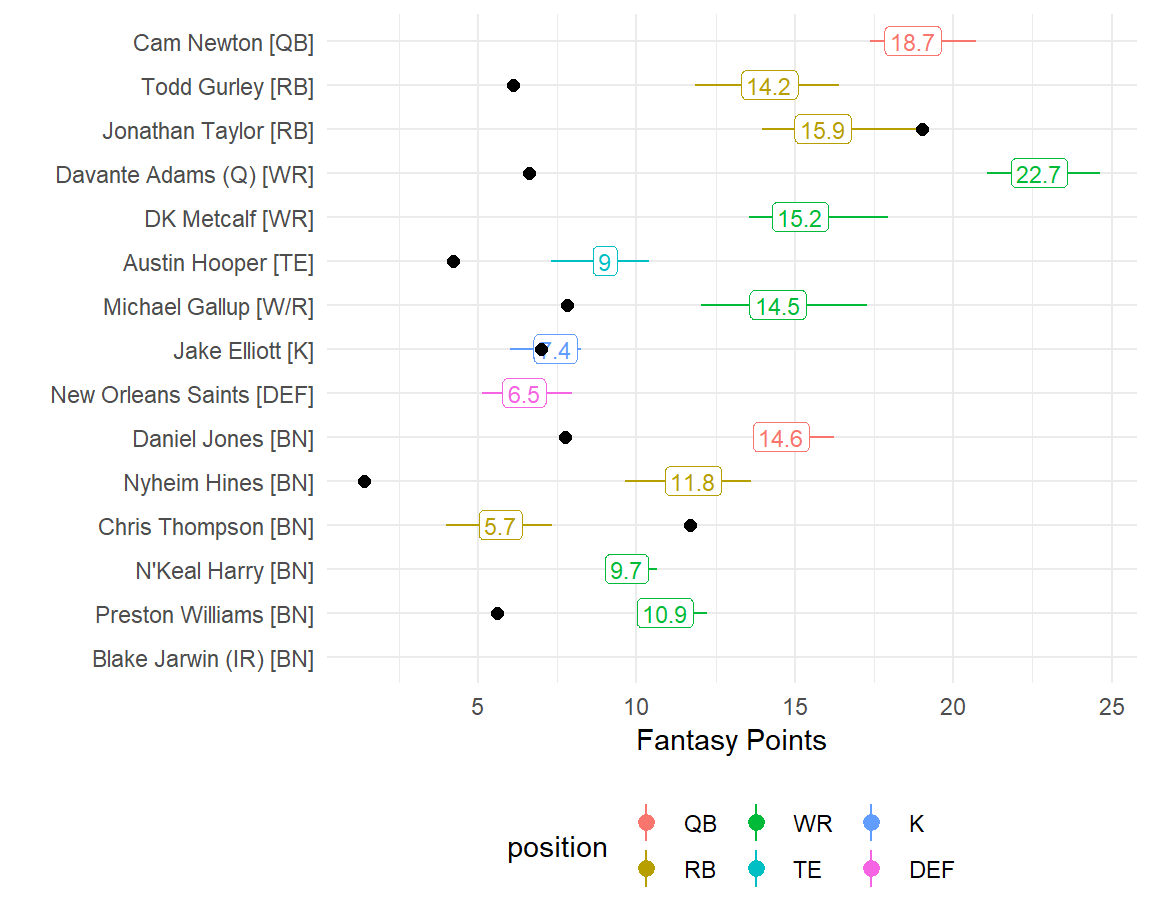 Cam Newton [QB] 18.7
Todd Gurley [RB] 14.2
Jonathan Taylor [RB] 15.9
Davante Adams (Q) [WR] 22.7
DK Metcalf [WR] 15.2
Austin Hooper [TE] 9
Michael Gallup [W/R] 14.5
Jake Elliott [K] 7.4
New Orleans Saints [DEF] 6.5
Daniel Jones [BN] 14.6
Nyheim Hines [BN] 11.8
Chris Thompson [BN] 5.7
N'Keal Harry [BN] 9.7
Preston Williams [BN] 10.9
Blake Jarwin (IR) [BN]
5 10 15 20 25
Fantasy Points
position
QB WR K
RB TE DEF